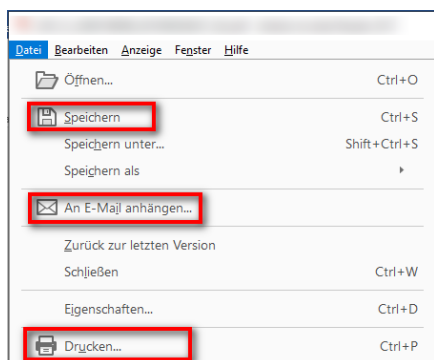 Datei Bearbeiten Anzeige Fenster Hilfe
Öffnen... Ctrl+O
Speichern Ctrl+S
Speichern unter... Shift+Ctrl+S
Speichern als
An E-Mail anhängen...
Zurück zur letzten Version
Schließen Ctrl+W
Eigenschaften... Ctrl+D
Drucken... Ctrl+P